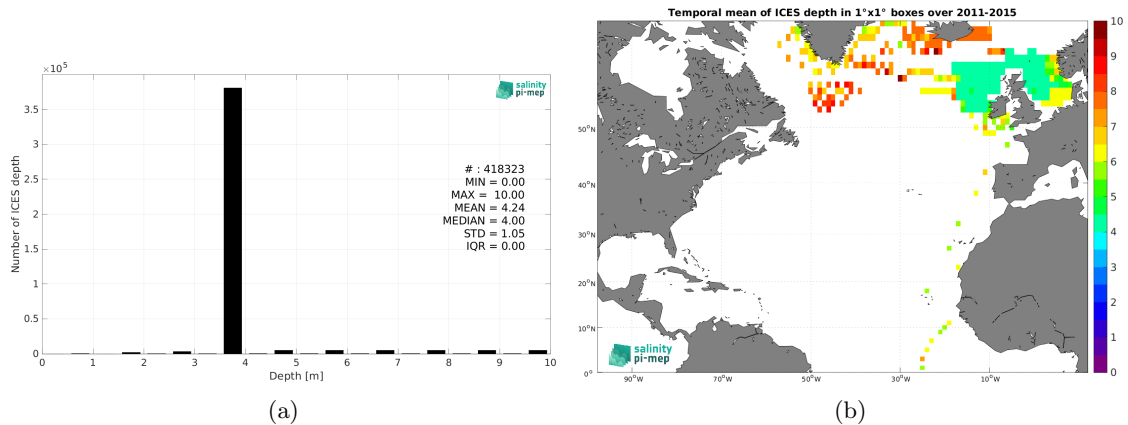 ×10⁵
3.5
3
2.5
2
1.5
1
0.5
0
Number of ICES depth
salinity
pi-mep
# : 418323
MIN = 0.00
MAX = 10.00
MEAN = 4.24
MEDIAN = 4.00
STD = 1.05
IQR = 0.00
0 1 2 3 4 5 6 7 8 9 10
Depth [m]
(a)
Temporal mean of ICES depth in 1°x1° boxes over 2011-2015
50°N
40°N
30°N
20°N
10°N
0°
90°W 70°W 50°W 30°W 10°W
salinity
pi-mep
10
9
8
7
6
5
4
3
2
1
0
(b)